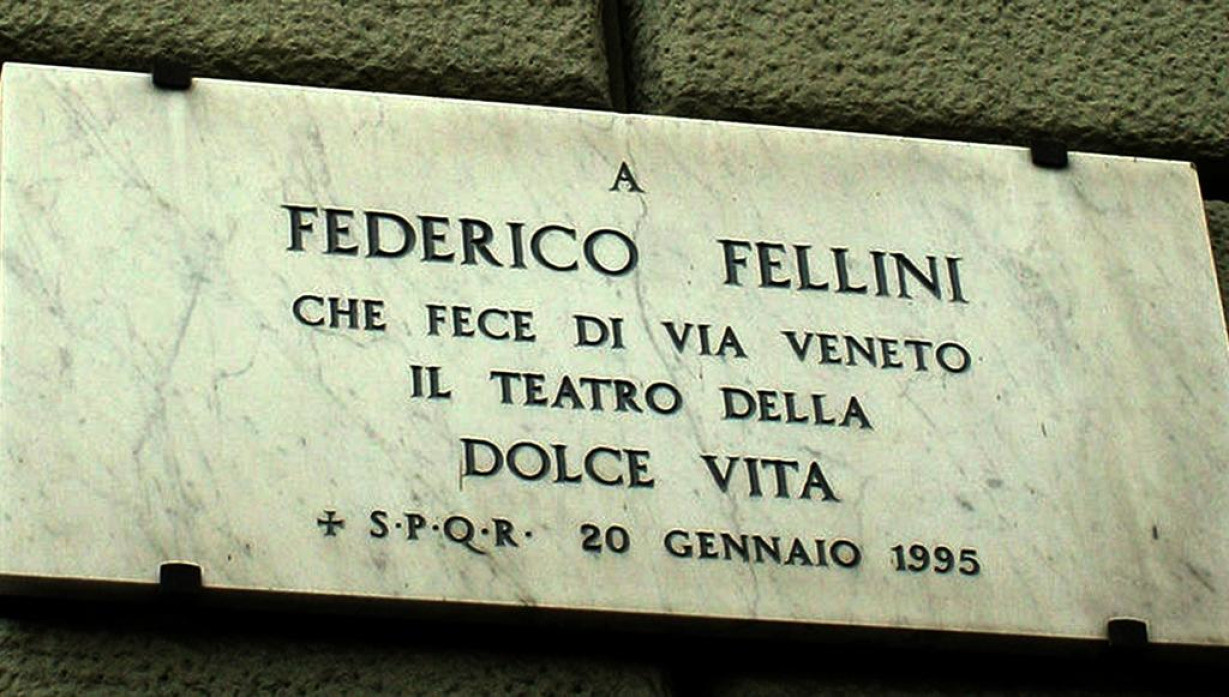 A
FEDERICO FELLINI
CHE FECE DI VIA VENETO
IL TEATRO DELLA
DOLCE VITA
✢ S·P·Q·R· 20 GENNAIO 1995